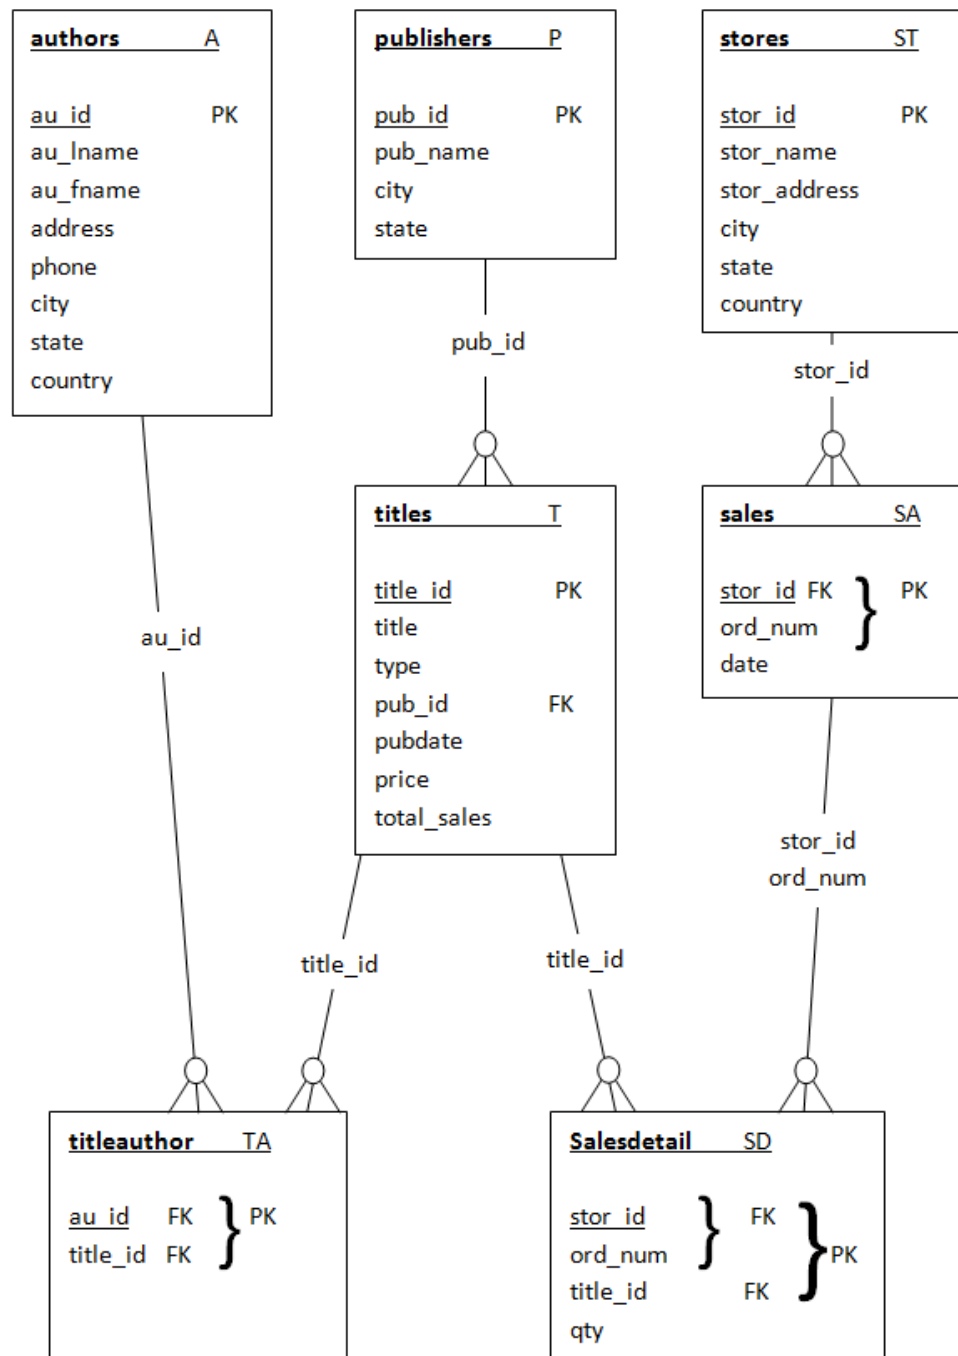 authors A
au_id PK
au_lname
au_fname
address
phone
city
state
country
publishers P
pub_id PK
pub_name
city
state
stores ST
stor_id PK
stor_name
stor_address
city
state
country
pub_id
stor_id
titles T
title_id PK
title
type
pub_id FK
pubdate
price
total_sales
sales SA
stor_id FK } PK
ord_num
date
au_id
stor_id
ord_num
title_id
title_id
titleauthor TA
au_id FK } PK
title_id FK
Salesdetail SD
stor_id } FK
ord_num } PK
title_id FK
qty